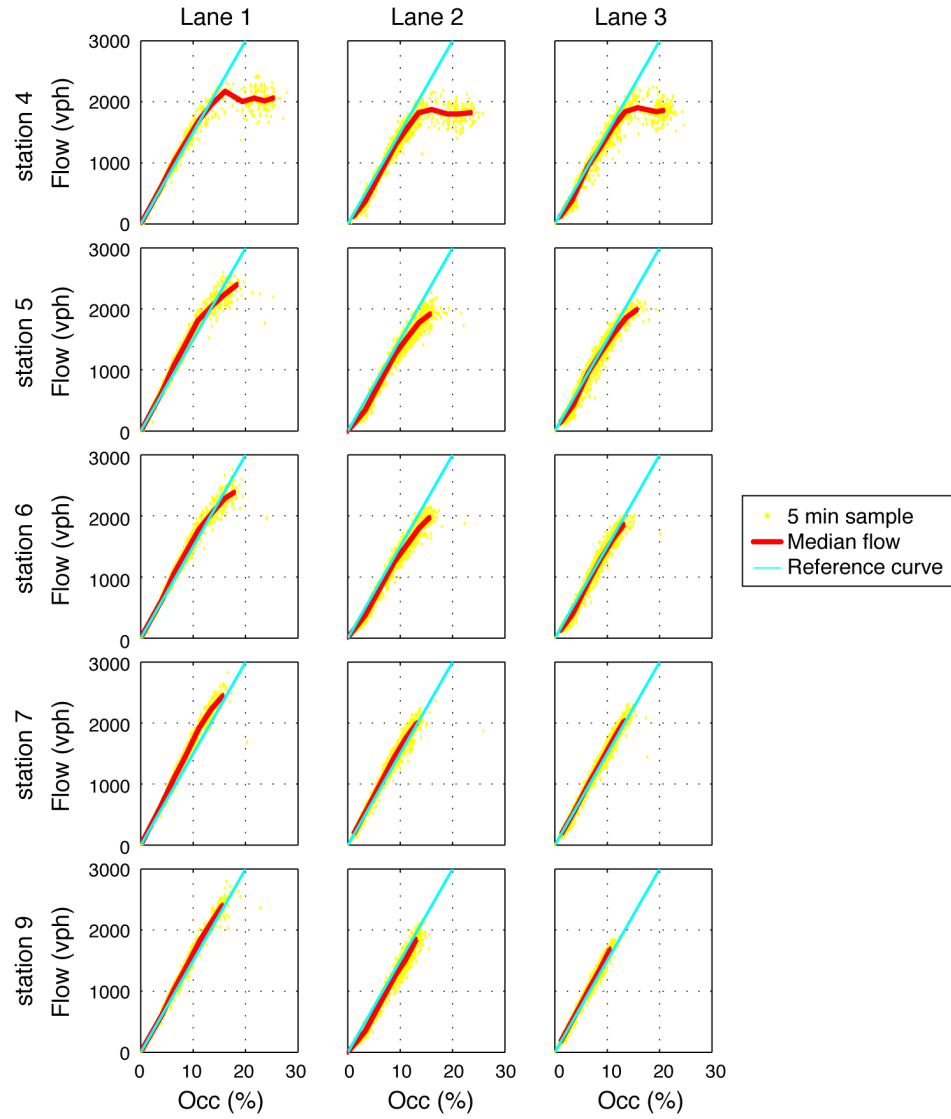 Lane 1 Lane 2 Lane 3
station 4
Flow (vph)
3000
2000
1000
0
station 5
Flow (vph)
3000
2000
1000
0
station 6
Flow (vph)
3000
2000
1000
0
5 min sample
Median flow
Reference curve
station 7
Flow (vph)
3000
2000
1000
0
station 9
Flow (vph)
3000
2000
1000
0
0 10 20 30 0 10 20 30 0 10 20 30
Occ (%) Occ (%) Occ (%)